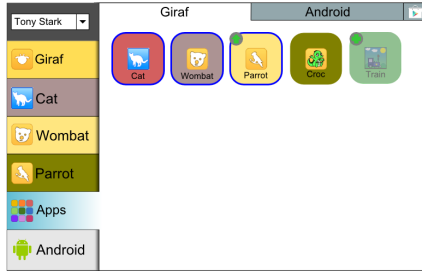 Tony Stark
Giraf
Cat
Wombat
Parrot
Apps
Android
Giraf
Android
Cat
Wombat
Parrot
Croc
Train